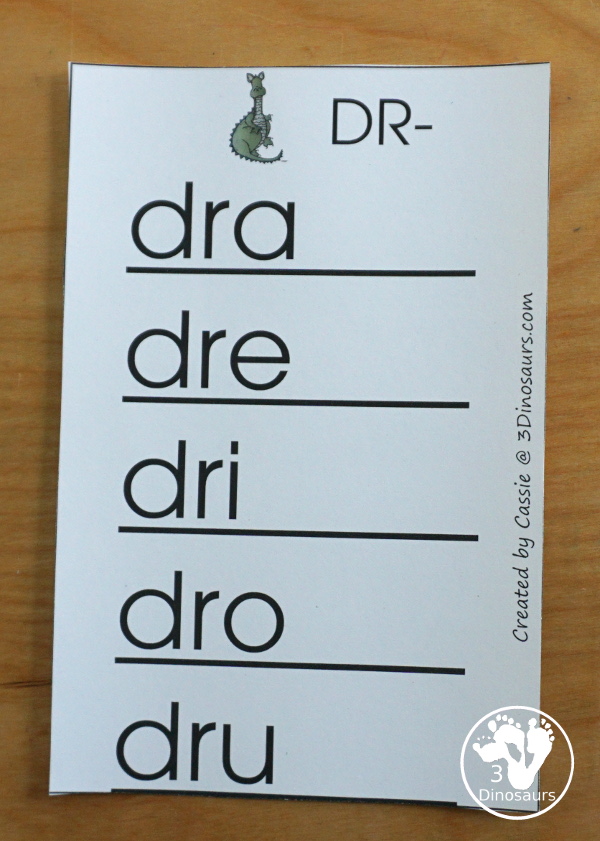 DR-
dra
dre
dri
dro
dru
Created by Cassie @ 3Dinosaurs.com
3
Dinosaurs